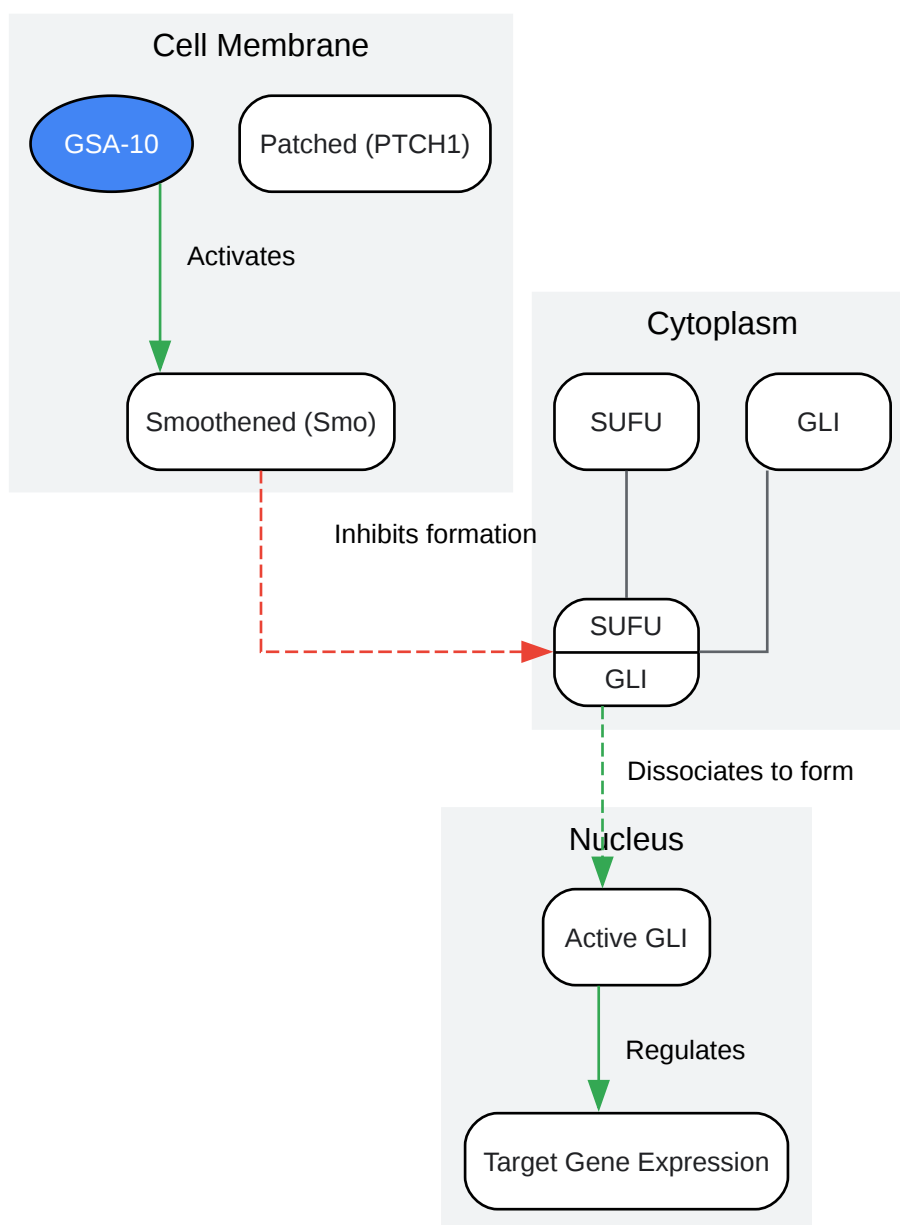 Cell Membrane
GSA-10
Patched (PTCH1)
Activates
Smoothened (Smo)
Cytoplasm
SUFU
GLI
Inhibits formation
SUFU
GLI
Dissociates to form
Nucleus
Active GLI
Regulates
Target Gene Expression